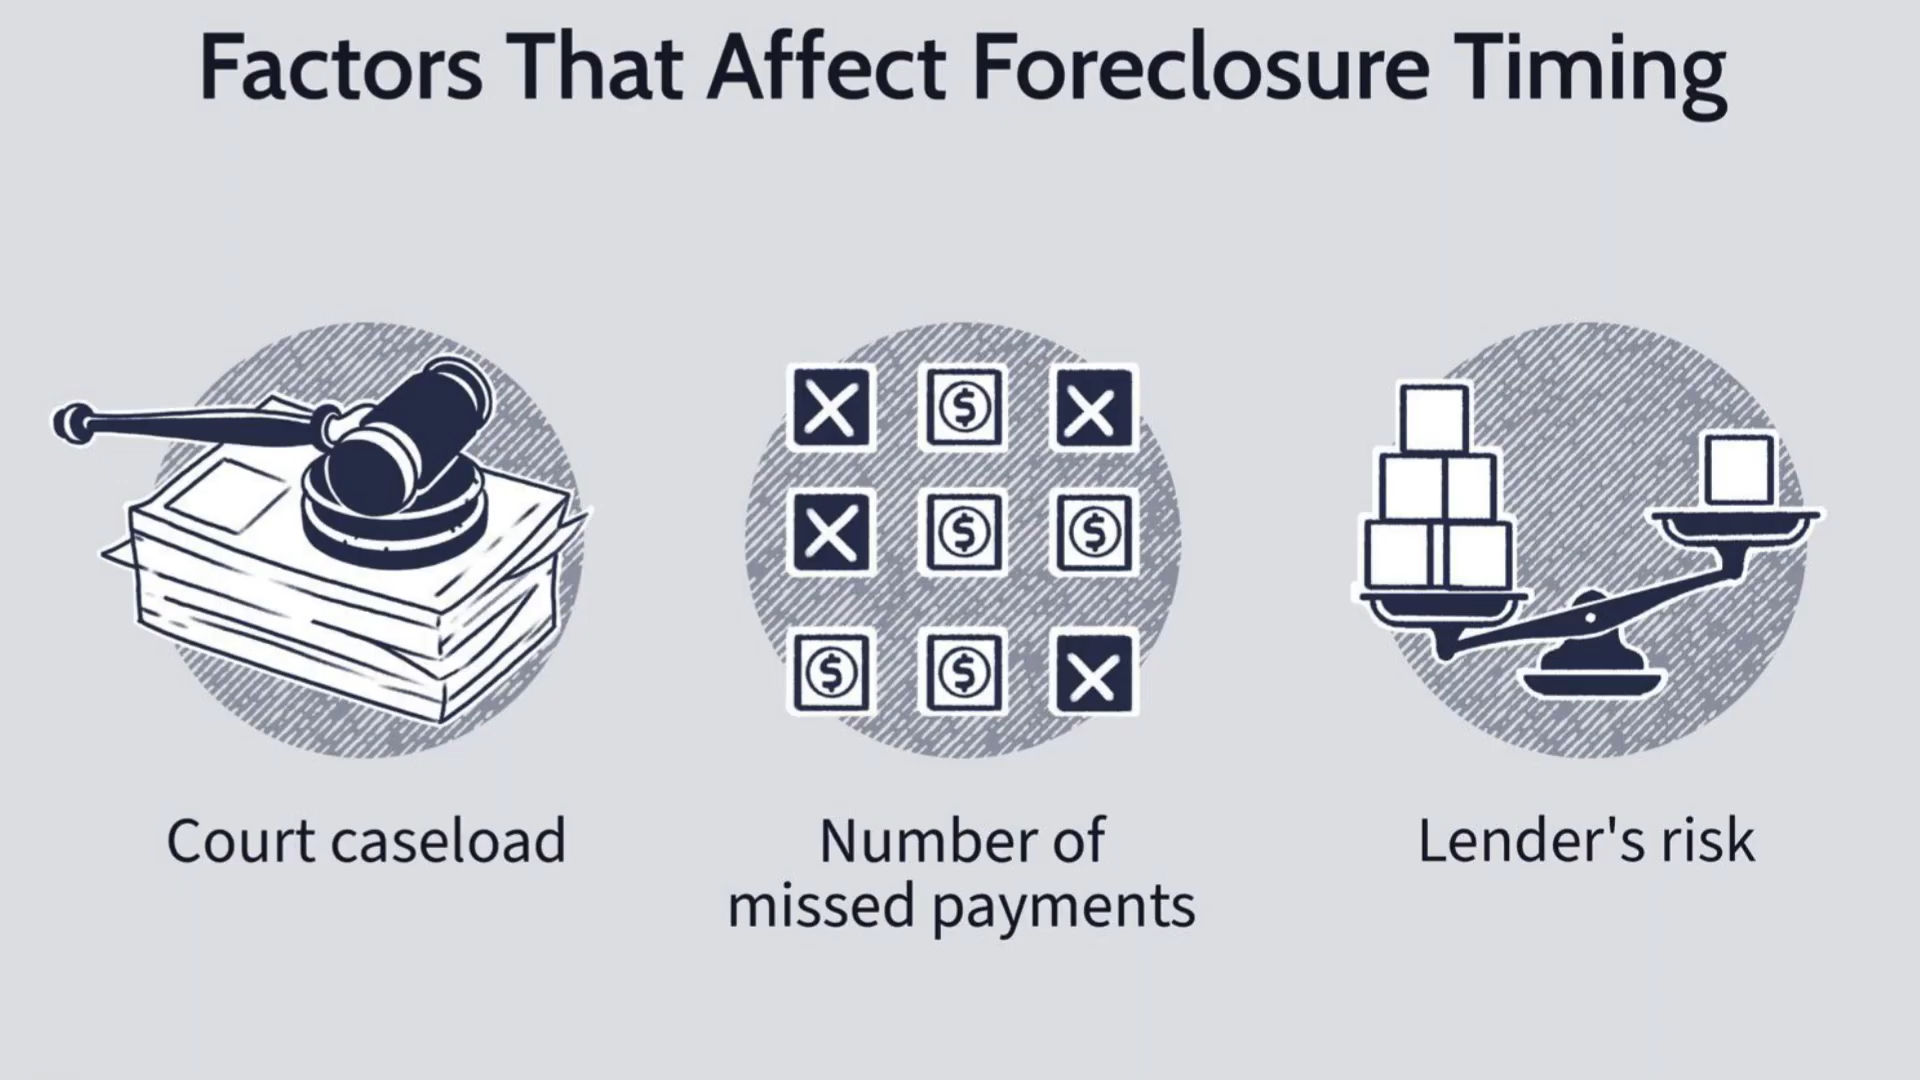 Factors That Affect Foreclosure Timing
$
$
$
$
$
Court caseload
Number of
missed payments
Lender's risk